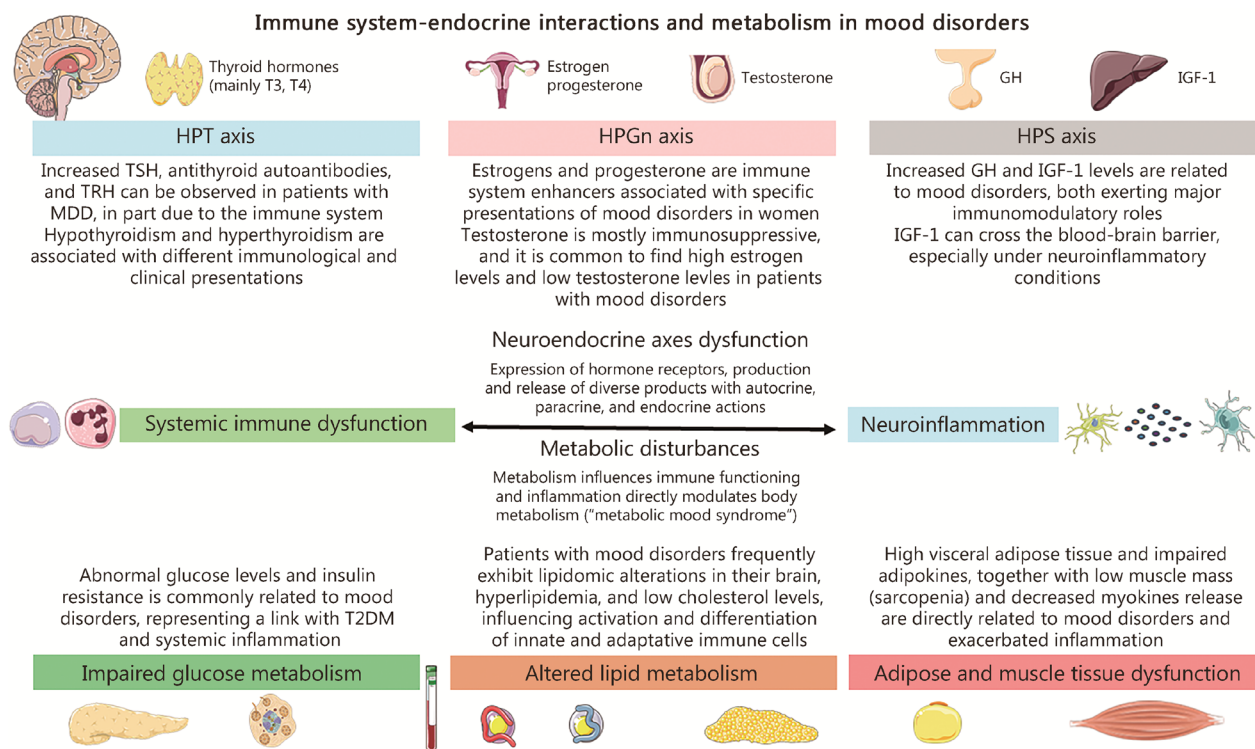 Immune system-endocrine interactions and metabolism in mood disorders
Thyroid hormones
(mainly T3, T4)
Estrogen
progesterone
Testosterone
GH
IGF-1
HPT axis
Increased TSH, antithyroid autoantibodies,
and TRH can be observed in patients with
MDD, in part due to the immune system
Hypothyroidism and hyperthyroidism are
associated with different immunological and
clinical presentations
HPGn axis
Estrogens and progesterone are immune
system enhancers associated with specific
presentations of mood disorders in women
Testosterone is mostly immunosuppressive,
and it is common to find high estrogen
levels and low testosterone levles in patients
with mood disorders
HPS axis
Increased GH and IGF-1 levels are related
to mood disorders, both exerting major
immunomodulatory roles
IGF-1 can cross the blood-brain barrier,
especially under neuroinflammatory
conditions
Neuroendocrine axes dysfunction
Expression of hormone receptors, production
and release of diverse products with autocrine,
paracrine, and endocrine actions
Systemic immune dysfunction
Neuroinflammation
Metabolic disturbances
Metabolism influences immune functioning
and inflammation directly modulates body
metabolism ("metabolic mood syndrome")
Abnormal glucose levels and insulin
resistance is commonly related to mood
disorders, representing a link with T2DM
and systemic inflammation
Impaired glucose metabolism
Patients with mood disorders frequently
exhibit lipidomic alterations in their brain,
hyperlipidemia, and low cholesterol levels,
influencing activation and differentiation
of innate and adaptative immune cells
Altered lipid metabolism
High visceral adipose tissue and impaired
adipokines, together with low muscle mass
(sarcopenia) and decreased myokines release
are directly related to mood disorders and
exacerbated inflammation
Adipose and muscle tissue dysfunction